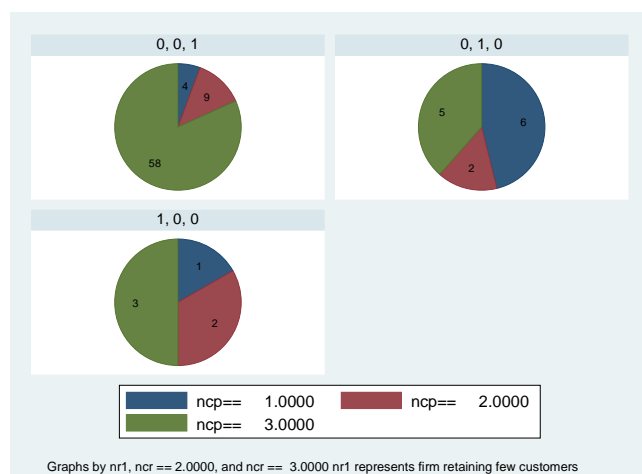 0, 0, 1
0, 1, 0
4
9
58
6
2
5
1, 0, 0
1
2
3
ncp== 1.0000
ncp== 2.0000
ncp== 3.0000
Graphs by nr1, ncr == 2.0000, and ncr == 3.0000 nr1 represents firm retaining few customers